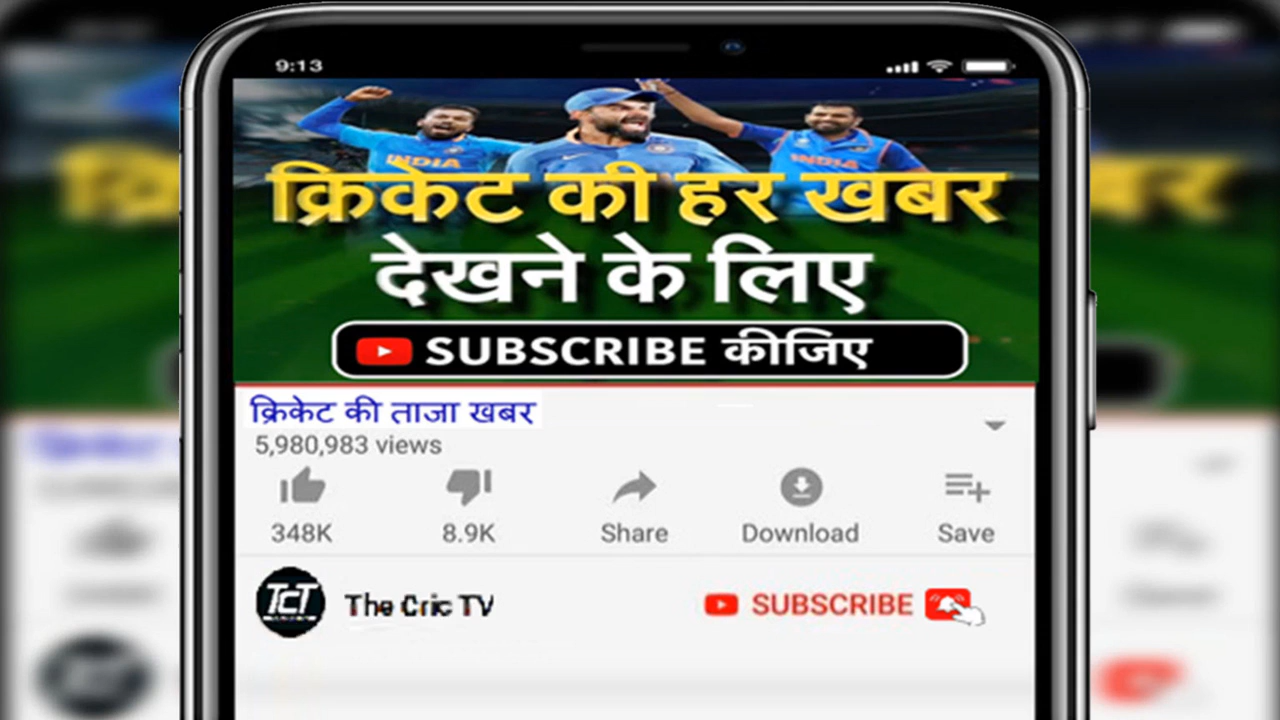 9:13
INDIA INDIA
क्रिकेट की हर खबर
देखने के लिए
SUBSCRIBE कीजिए
क्रिकेट की ताजा खबर
5,980,983 views
348K 8.9K Share Download Save
TCT The Cric TV SUBSCRIBE